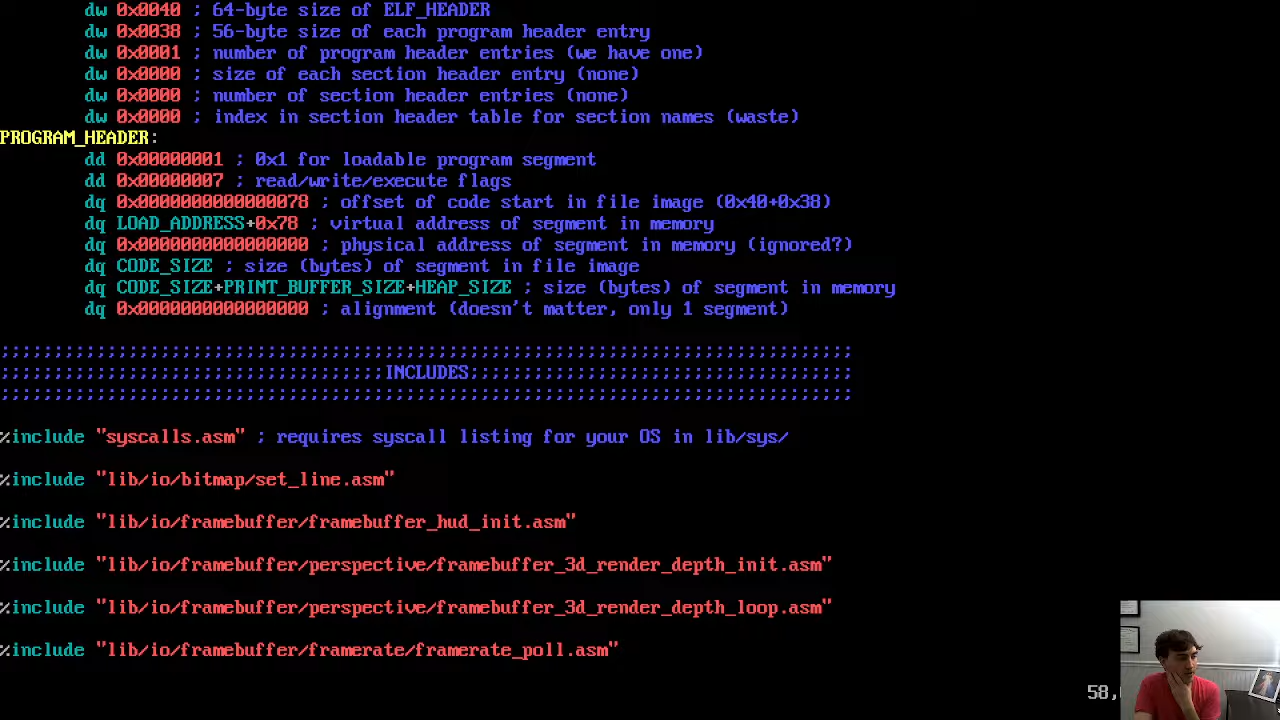 dw 0x0040 ; 64-byte size of ELF_HEADER
dw 0x0038 ; 56-byte size of each program header entry
dw 0x0001 ; number of program header entries (we have one)
dw 0x0000 ; size of each section header entry (none)
dw 0x0000 ; number of section header entries (none)
dw 0x0000 ; index in section header table for section names (waste)
PROGRAM_HEADER:
dd 0x00000001 ; 0x1 for loadable program segment
dd 0x00000007 ; read/write/execute flags
dq 0x0000000000000078 ; offset of code start in file image (0x40+0x38)
dq LOAD_ADDRESS+0x78 ; virtual address of segment in memory
dq 0x0000000000000000 ; physical address of segment in memory (ignored?)
dq CODE_SIZE ; size (bytes) of segment in file image
dq CODE_SIZE+PRINT_BUFFER_SIZE+HEAP_SIZE ; size (bytes) of segment in memory
dq 0x0000000000000000 ; alignment (doesn't matter, only 1 segment)
;;;;;;;;;;;;;;;;;;;;;;;;;;;;;;;;;;;;;;;;;;;;;;;;;;;;;;;;;;;;;;;;;;;;;;;;;;;;;;;;
;;;;;;;;;;;;;;;;;;;;;;;;;;;;;;;;;;;;INCLUDES;;;;;;;;;;;;;;;;;;;;;;;;;;;;;;;;;;;;
;;;;;;;;;;;;;;;;;;;;;;;;;;;;;;;;;;;;;;;;;;;;;;;;;;;;;;;;;;;;;;;;;;;;;;;;;;;;;;;;
%include "syscalls.asm" ; requires syscall listing for your OS in lib/sys/
%include "lib/io/bitmap/set_line.asm"
%include "lib/io/framebuffer/framebuffer_hud_init.asm"
%include "lib/io/framebuffer/perspective/framebuffer_3d_render_depth_init.asm"
%include "lib/io/framebuffer/perspective/framebuffer_3d_render_depth_loop.asm"
%include "lib/io/framebuffer/framerate/framerate_poll.asm"
58,